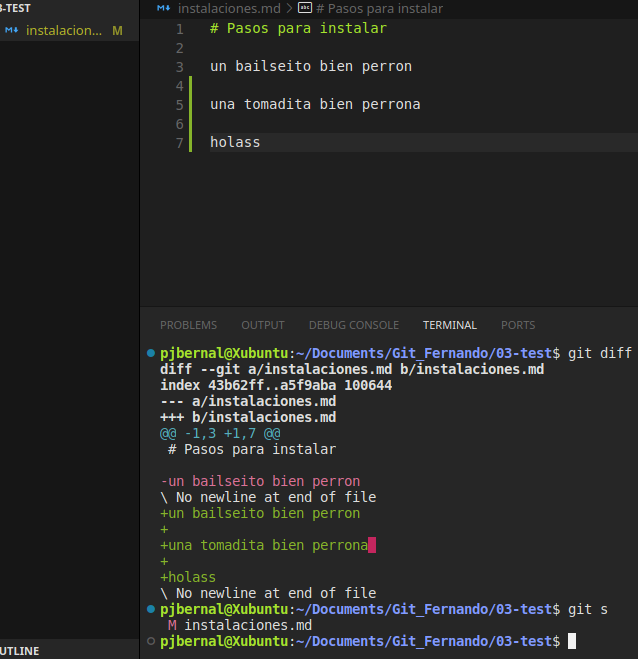 3-TEST
instalacion... M
instalaciones.md > # Pasos para instalar
1 # Pasos para instalar
2
3 un bailseito bien perron
4
5 una tomadita bien perrona
6
7 holass
PROBLEMS OUTPUT DEBUG CONSOLE TERMINAL PORTS
pjbernal@Xubuntu:~/Documents/Git_Fernando/03-test$ git diff
diff --git a/instalaciones.md b/instalaciones.md
index 43b62ff..a5f9aba 100644
--- a/instalaciones.md
+++ b/instalaciones.md
@@ -1,3 +1,7 @@
 # Pasos para instalar
-un bailseito bien perron
\ No newline at end of file
+un bailseito bien perron
+
+una tomadita bien perrona
+
+holass
\ No newline at end of file
pjbernal@Xubuntu:~/Documents/Git_Fernando/03-test$ git s
 M instalaciones.md
pjbernal@Xubuntu:~/Documents/Git_Fernando/03-test$
UTLINE